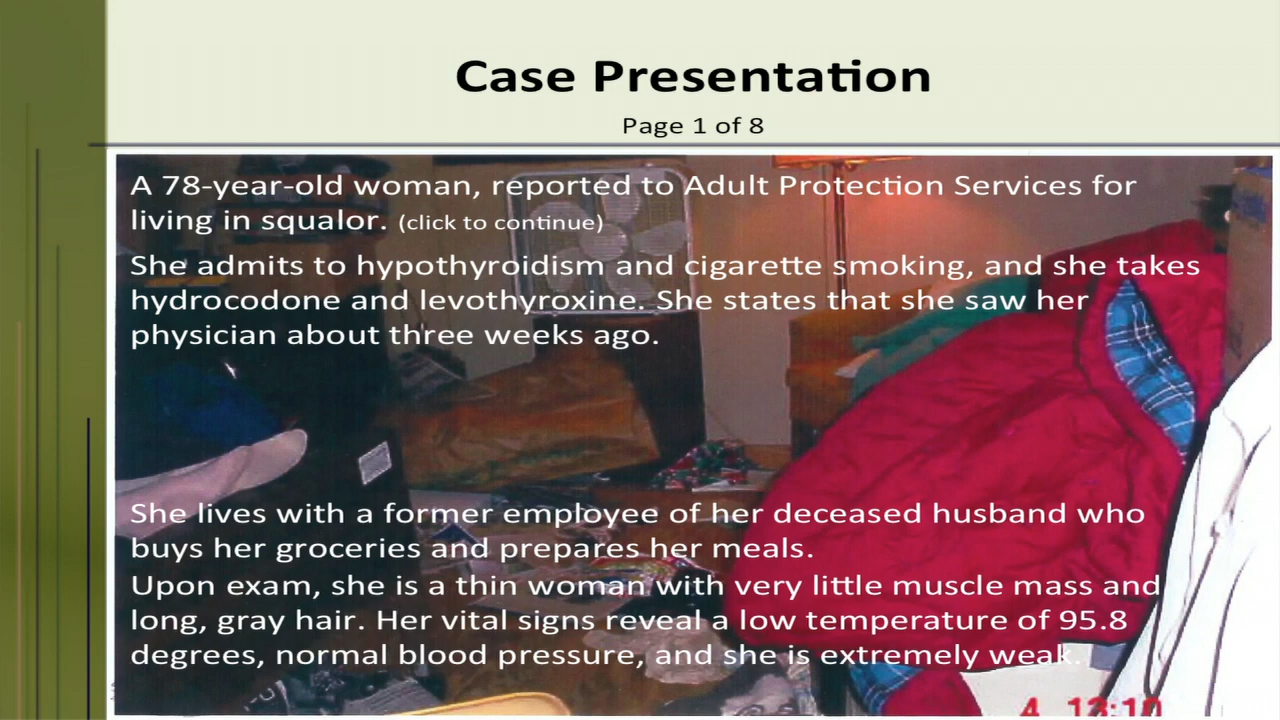 Case Presentation
Page 1 of 8
A 78-year-old woman, reported to Adult Protection Services for
living in squalor. (click to continue)
She admits to hypothyroidism and cigarette smoking, and she takes
hydrocodone and levothyroxine. She states that she saw her
physician about three weeks ago.
She lives with a former employee of her deceased husband who
buys her groceries and prepares her meals.
Upon exam, she is a thin woman with very little muscle mass and
long, gray hair. Her vital signs reveal a low temperature of 95.8
degrees, normal blood pressure, and she is extremely weak.
4 13:10